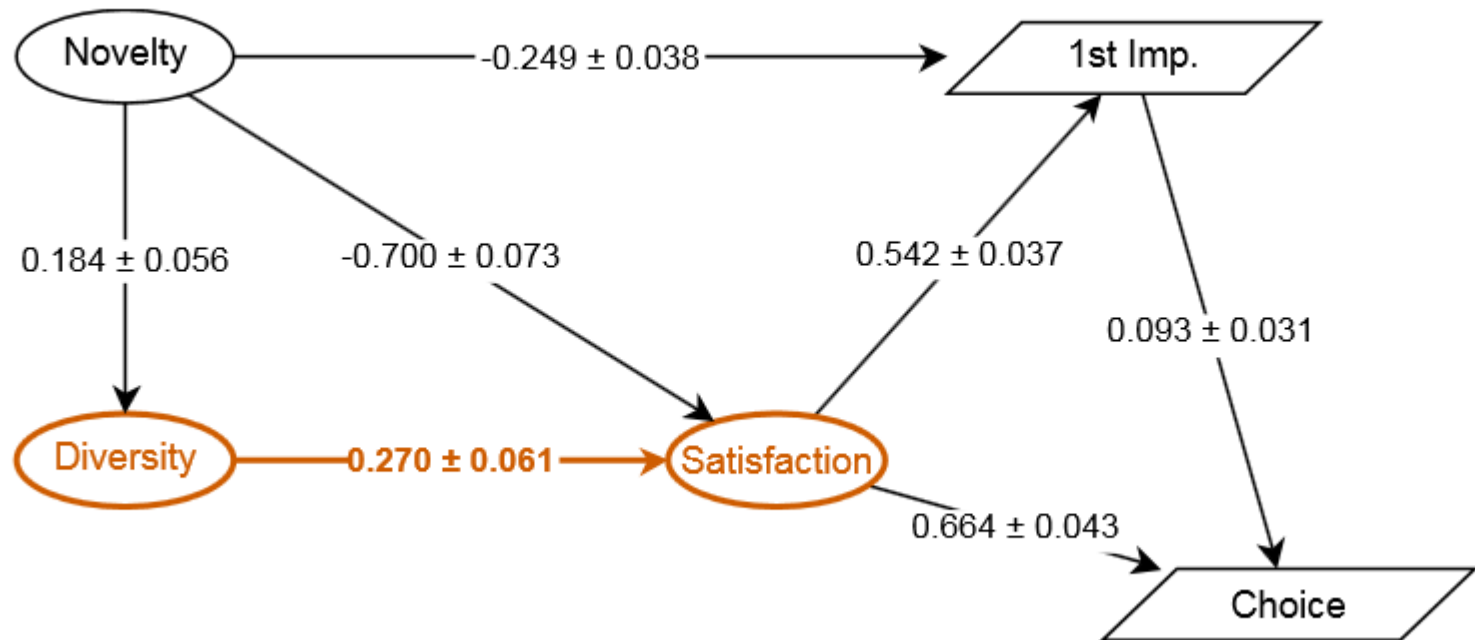 Novelty
-0.249 ± 0.038
1st Imp.
0.184 ± 0.056
-0.700 ± 0.073
0.542 ± 0.037
0.093 ± 0.031
Diversity
0.270 ± 0.061
Satisfaction
0.664 ± 0.043
Choice